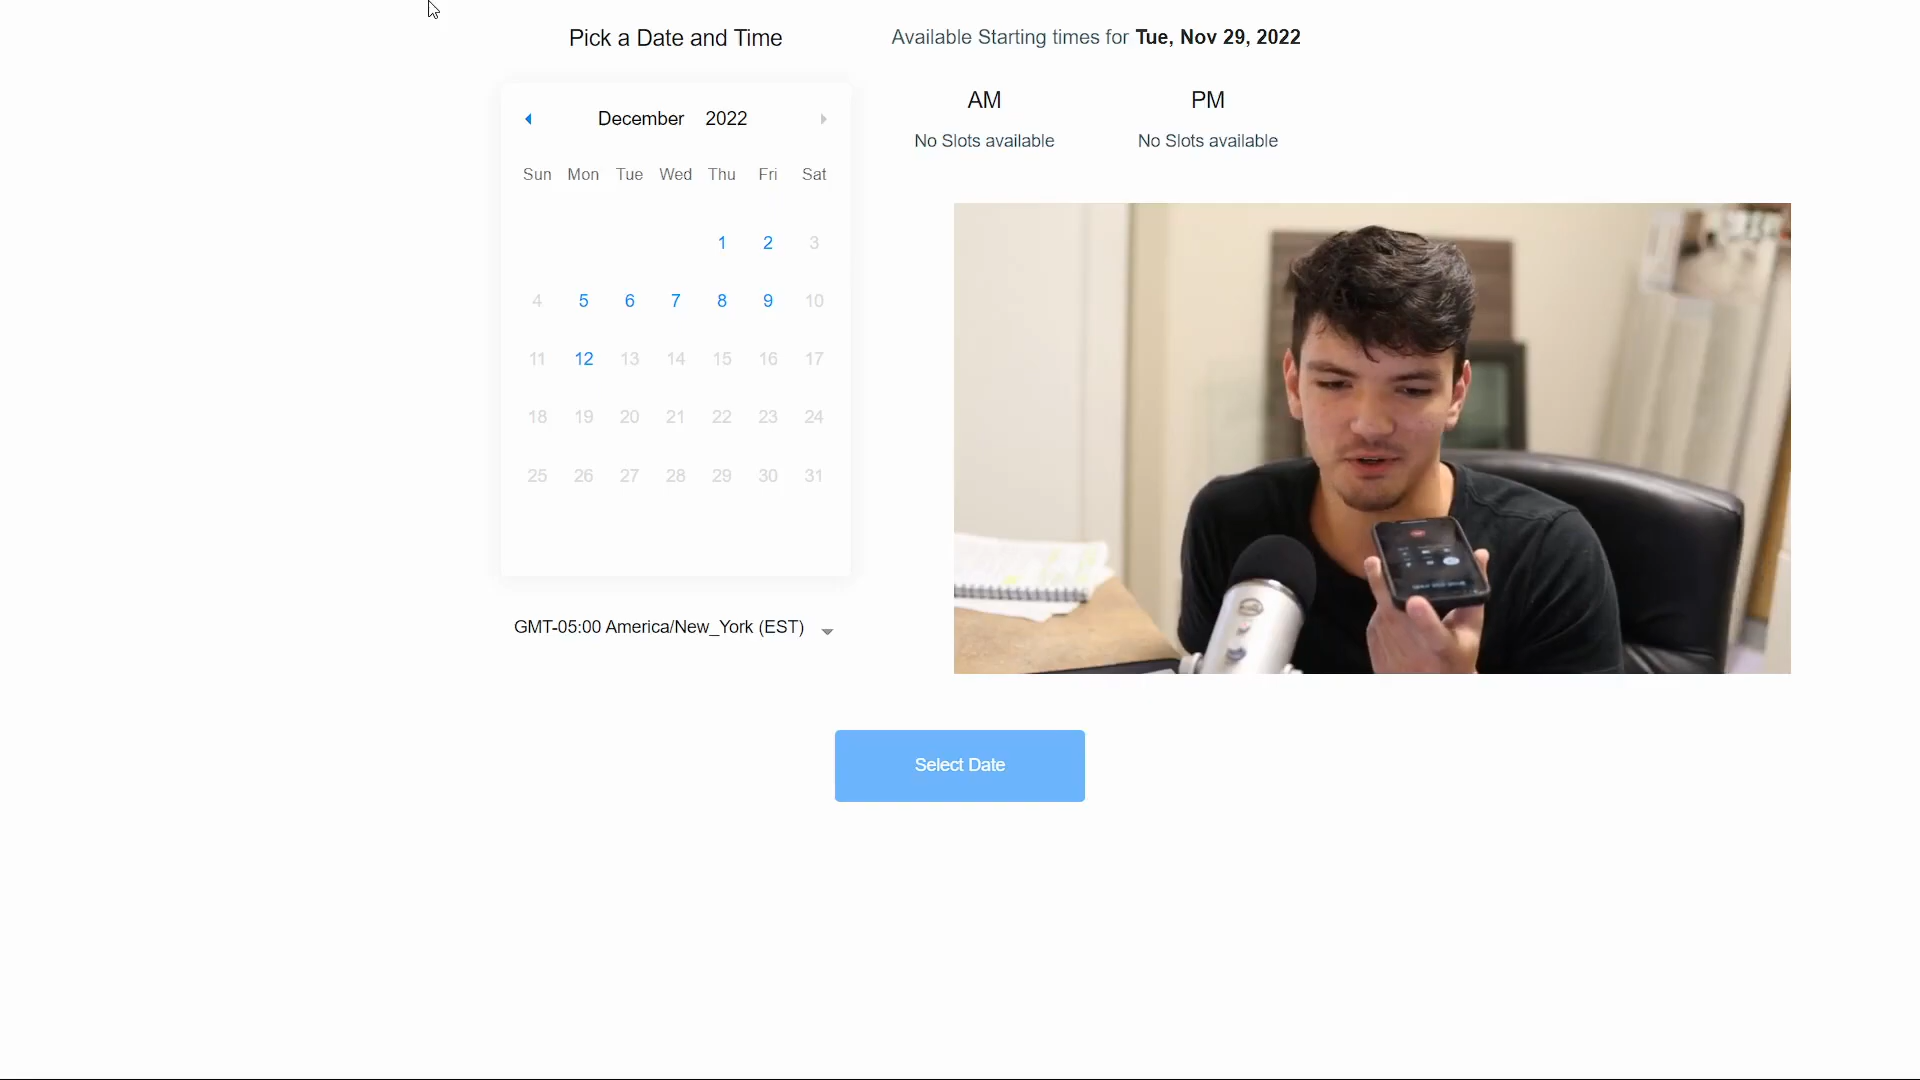 Pick a Date and Time
December 2022
Sun Mon Tue Wed Thu Fri Sat
1 2 3
4 5 6 7 8 9 10
11 12 13 14 15 16 17
18 19 20 21 22 23 24
25 26 27 28 29 30 31
GMT-05:00 America/New_York (EST)
Available Starting times for Tue, Nov 29, 2022
AM PM
No Slots available No Slots available
Select Date